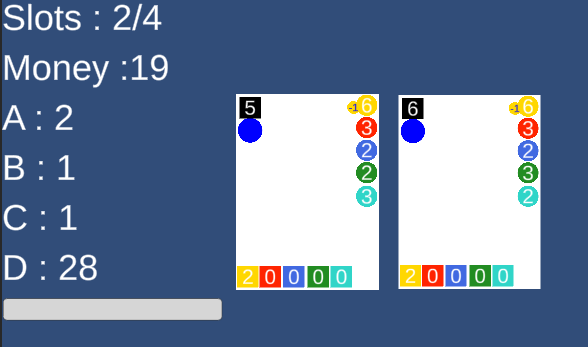 Slots : 2/4
Money :19
A : 2
B : 1
C : 1
D : 28
5
-1 6
3
2
2
3
2 0 0 0 0
6
-1 6
3
2
3
2
2 0 0 0 0